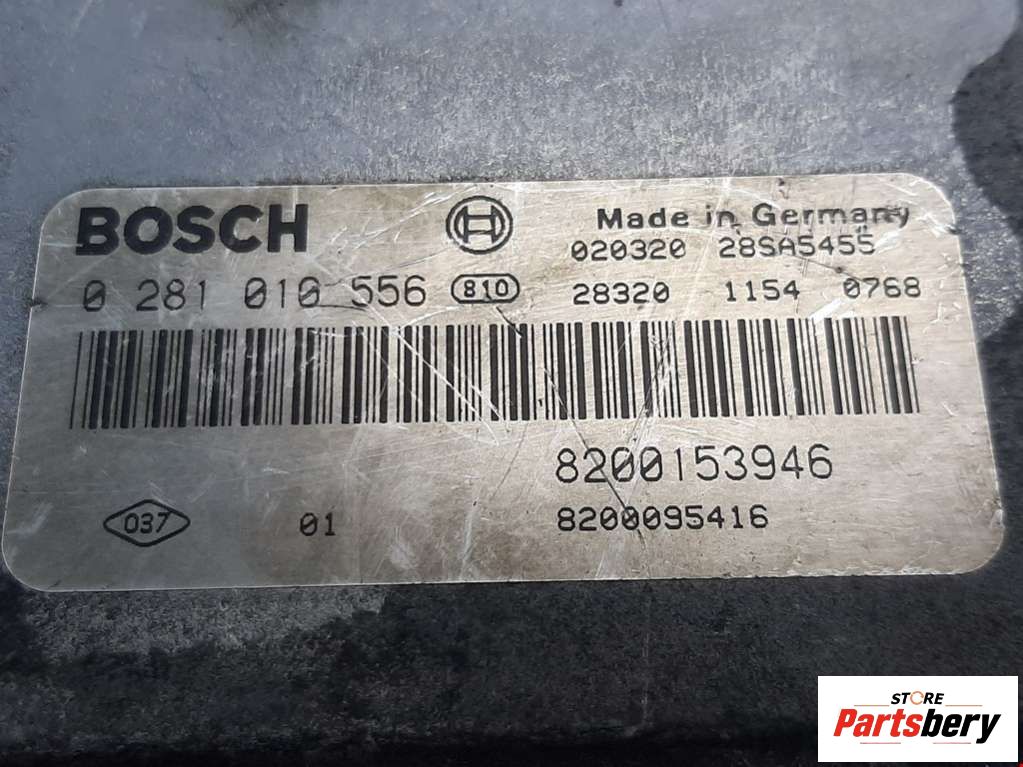 BOSCH
Made in Germany
020320 28SA5455
0 281 010 556 810
28320 1154 0768
8200153946
037 01
8200095416
STORE
Partsbery